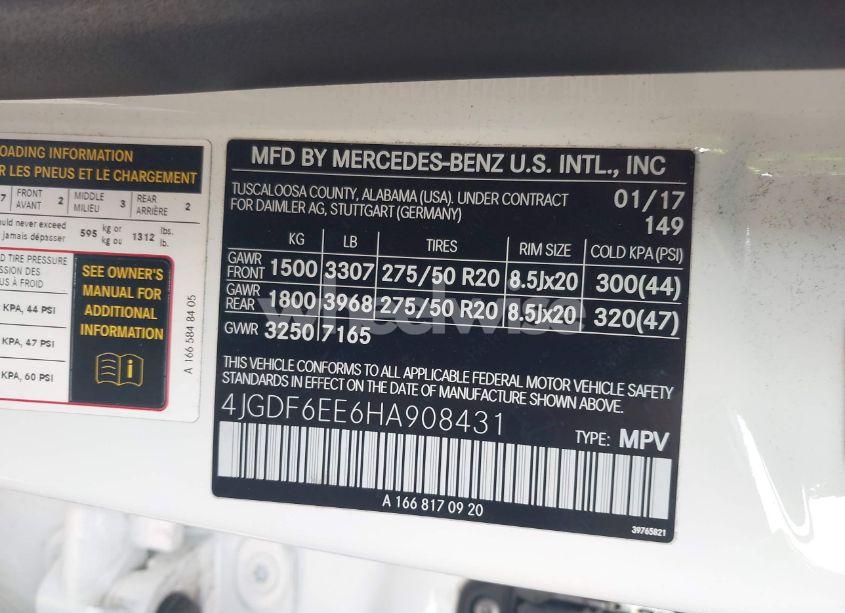 OADING INFORMATION
R LES PNEUS ET LE CHARGEMENT
7 FRONT AVANT 2 MIDDLE MILIEU 3 REAR ARRIÈRE 2
uld never exceed
jamais dépasser 595 kg or kg ou 1312 lbs. lb.
D TIRE PRESSURE
ESSION DES
US À FROID
KPA, 44 PSI
KPA, 47 PSI
KPA, 60 PSI
SEE OWNER'S
MANUAL FOR
ADDITIONAL
INFORMATION
A 166 584 84 05
MFD BY MERCEDES-BENZ U.S. INTL., INC
TUSCALOOSA COUNTY, ALABAMA (USA). UNDER CONTRACT
FOR DAIMLER AG, STUTTGART (GERMANY)
01/17
149
KG LB TIRES RIM SIZE COLD KPA (PSI)
GAWR FRONT 1500 3307 275/50 R20 8.5Jx20 300(44)
GAWR REAR 1800 3968 275/50 R20 8.5Jx20 320(47)
GVWR 3250 7165
THIS VEHICLE CONFORMS TO ALL APPLICABLE FEDERAL MOTOR VEHICLE SAFETY
STANDARDS IN EFFECT ON THE DATE OF MANUFACTURE SHOWN ABOVE.
4JGDF6EE6HA908431
TYPE: MPV
A 166 817 09 20
39765821